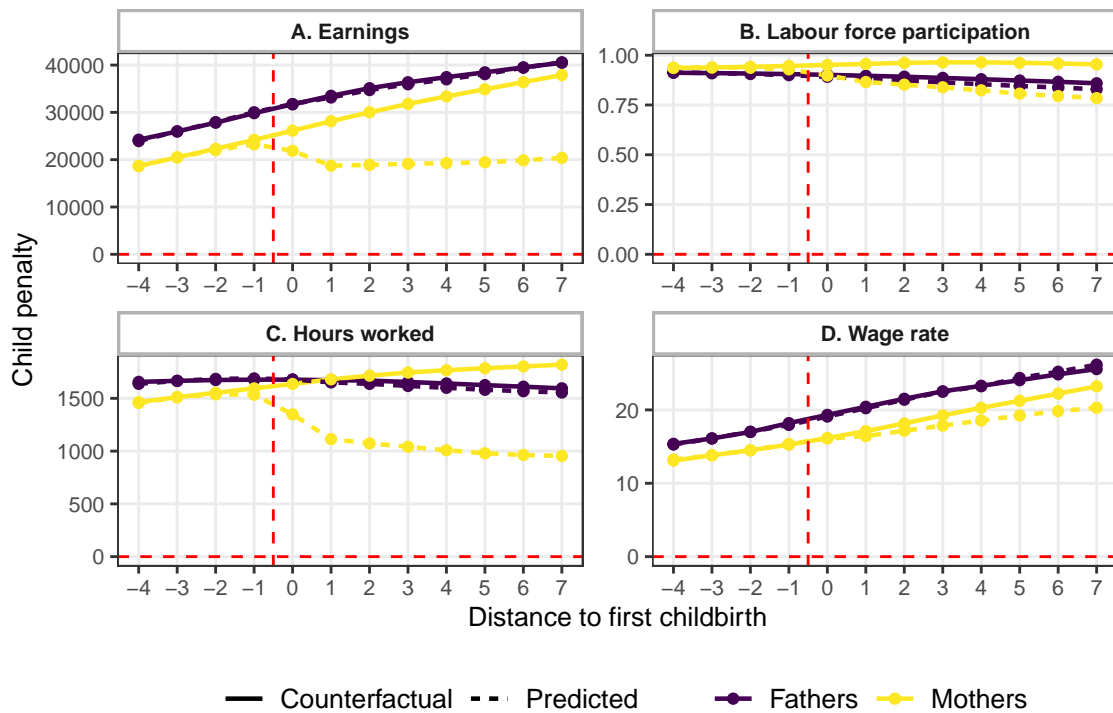 A. Earnings
B. Labour force participation
40000
30000
20000
10000
0
1.00
0.75
0.50
0.25
0.00
−4 −3 −2 −1 0 1 2 3 4 5 6 7
−4 −3 −2 −1 0 1 2 3 4 5 6 7
Child penalty
C. Hours worked
D. Wage rate
1500
1000
500
0
20
10
0
−4 −3 −2 −1 0 1 2 3 4 5 6 7
−4 −3 −2 −1 0 1 2 3 4 5 6 7
Distance to first childbirth
Counterfactual Predicted Fathers Mothers